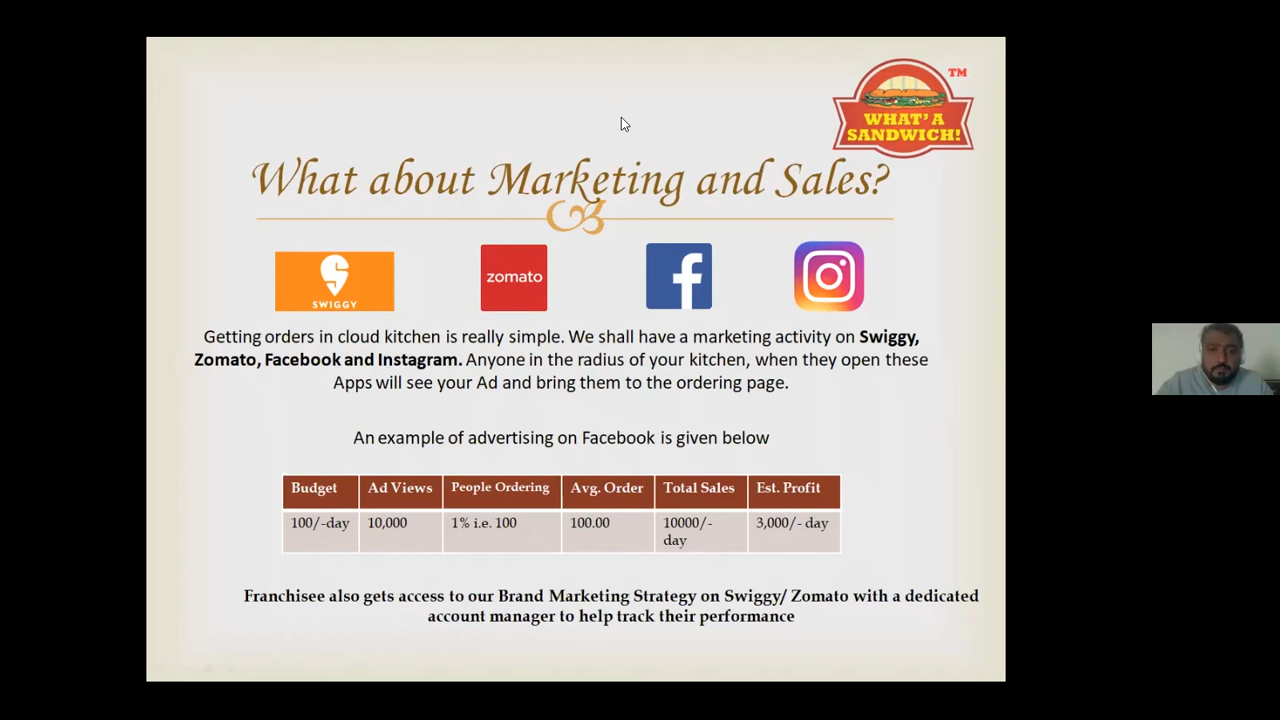 TM
WHAT'A
SANDWICH!
What about Marketing and Sales?
SWIGGY
zomato
Getting orders in cloud kitchen is really simple. We shall have a marketing activity on Swiggy,
Zomato, Facebook and Instagram. Anyone in the radius of your kitchen, when they open these
Apps will see your Ad and bring them to the ordering page.
An example of advertising on Facebook is given below
Budget Ad Views People Ordering Avg. Order Total Sales Est. Profit
100/-day 10,000 1% i.e. 100 100.00 10000/- 3,000/- day
day
Franchisee also gets access to our Brand Marketing Strategy on Swiggy/ Zomato with a dedicated
account manager to help track their performance